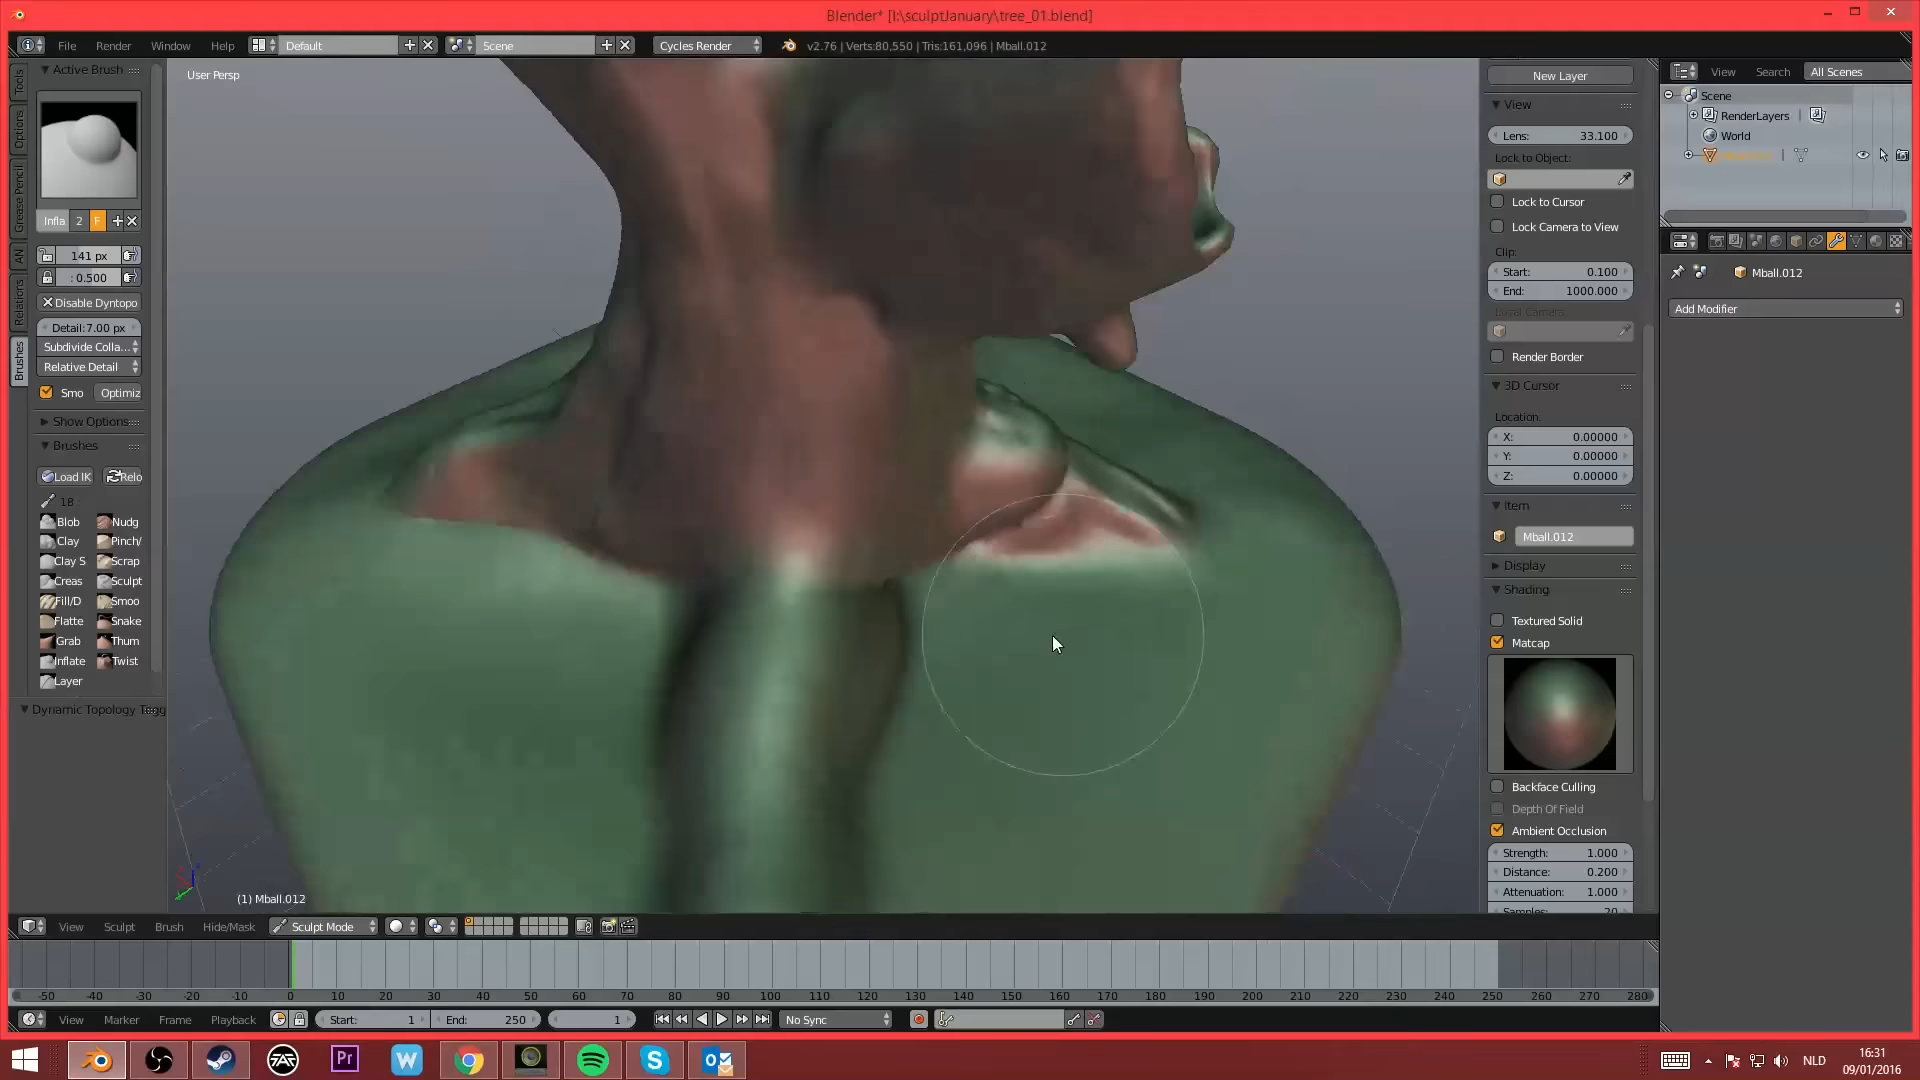 Blender* [I:\sculptJanuary\tree_01.blend]
File Render Window Help Default Scene Cycles Render v2.76 | Verts:80,550 | Tris:161,096 | Mball.012
Tools
Options
Grease Pencil
AN
Relations
Brushes
Active Brush
Infla 2 F
141 px
: 0.500
Disable Dyntopo
Detail:7.00 px
Subdivide Colla...
Relative Detail
Smo Optimiz
Show Options
Brushes
Load IK Relo
18
Blob Nudg
Clay Pinch/
Clay S Scrap
Creas Sculpt
Fill/D Smoo
Flatte Snake
Grab Thum
Inflate Twist
Layer
Dynamic Topology Togg
User Persp
(1) Mball.012
New Layer
View
Lens: 33.100
Lock to Object:
Lock to Cursor
Lock Camera to View
Clip:
Start: 0.100
End: 1000.000
Local Camera:
Render Border
3D Cursor
Location:
X: 0.00000
Y: 0.00000
Z: 0.00000
Item
Mball.012
Display
Shading
Textured Solid
Matcap
Backface Culling
Depth Of Field
Ambient Occlusion
Strength: 1.000
Distance: 0.200
Attenuation: 1.000
Samples: 20
View Search All Scenes
Scene
RenderLayers
World
Mball.012
Add Modifier
View Sculpt Brush Hide/Mask Sculpt Mode
-50 -40 -30 -20 -10 0 10 20 30 40 50 60 70 80 90 100 110 120 130 140 150 160 170 180 190 200 210 220 230 240 250 260 270 280
View Marker Frame Playback Start: 1 End: 250 1 No Sync
NLD
16:31
09/01/2016